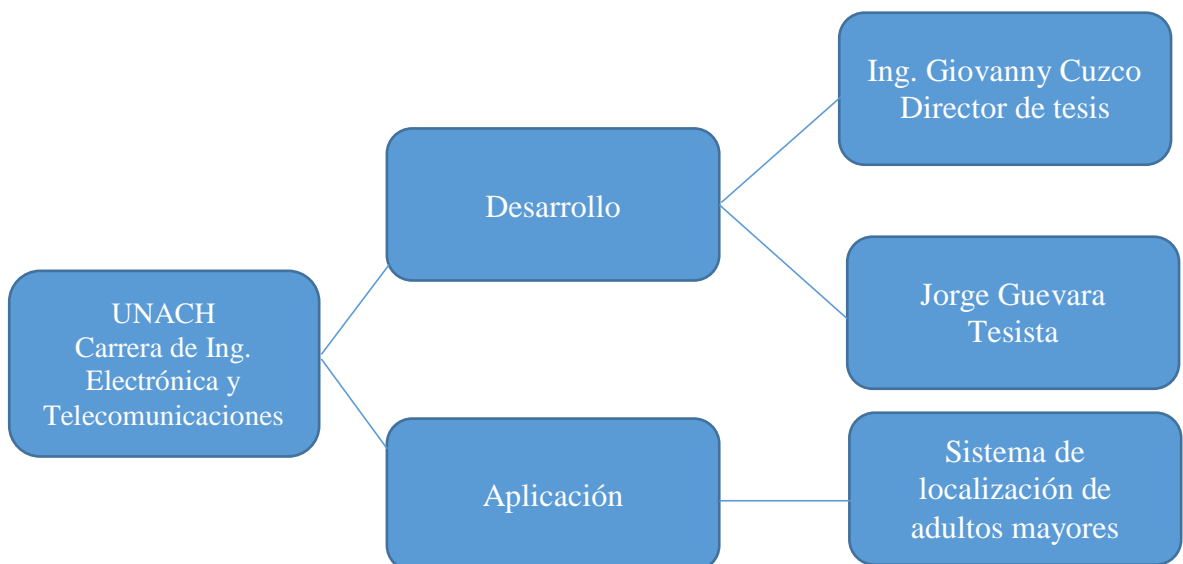 Ing. Giovanny Cuzco
Director de tesis
Desarrollo
Jorge Guevara
Tesista
UNACH
Carrera de Ing.
Electrónica y
Telecomunicaciones
Aplicación
Sistema de
localización de
adultos mayores